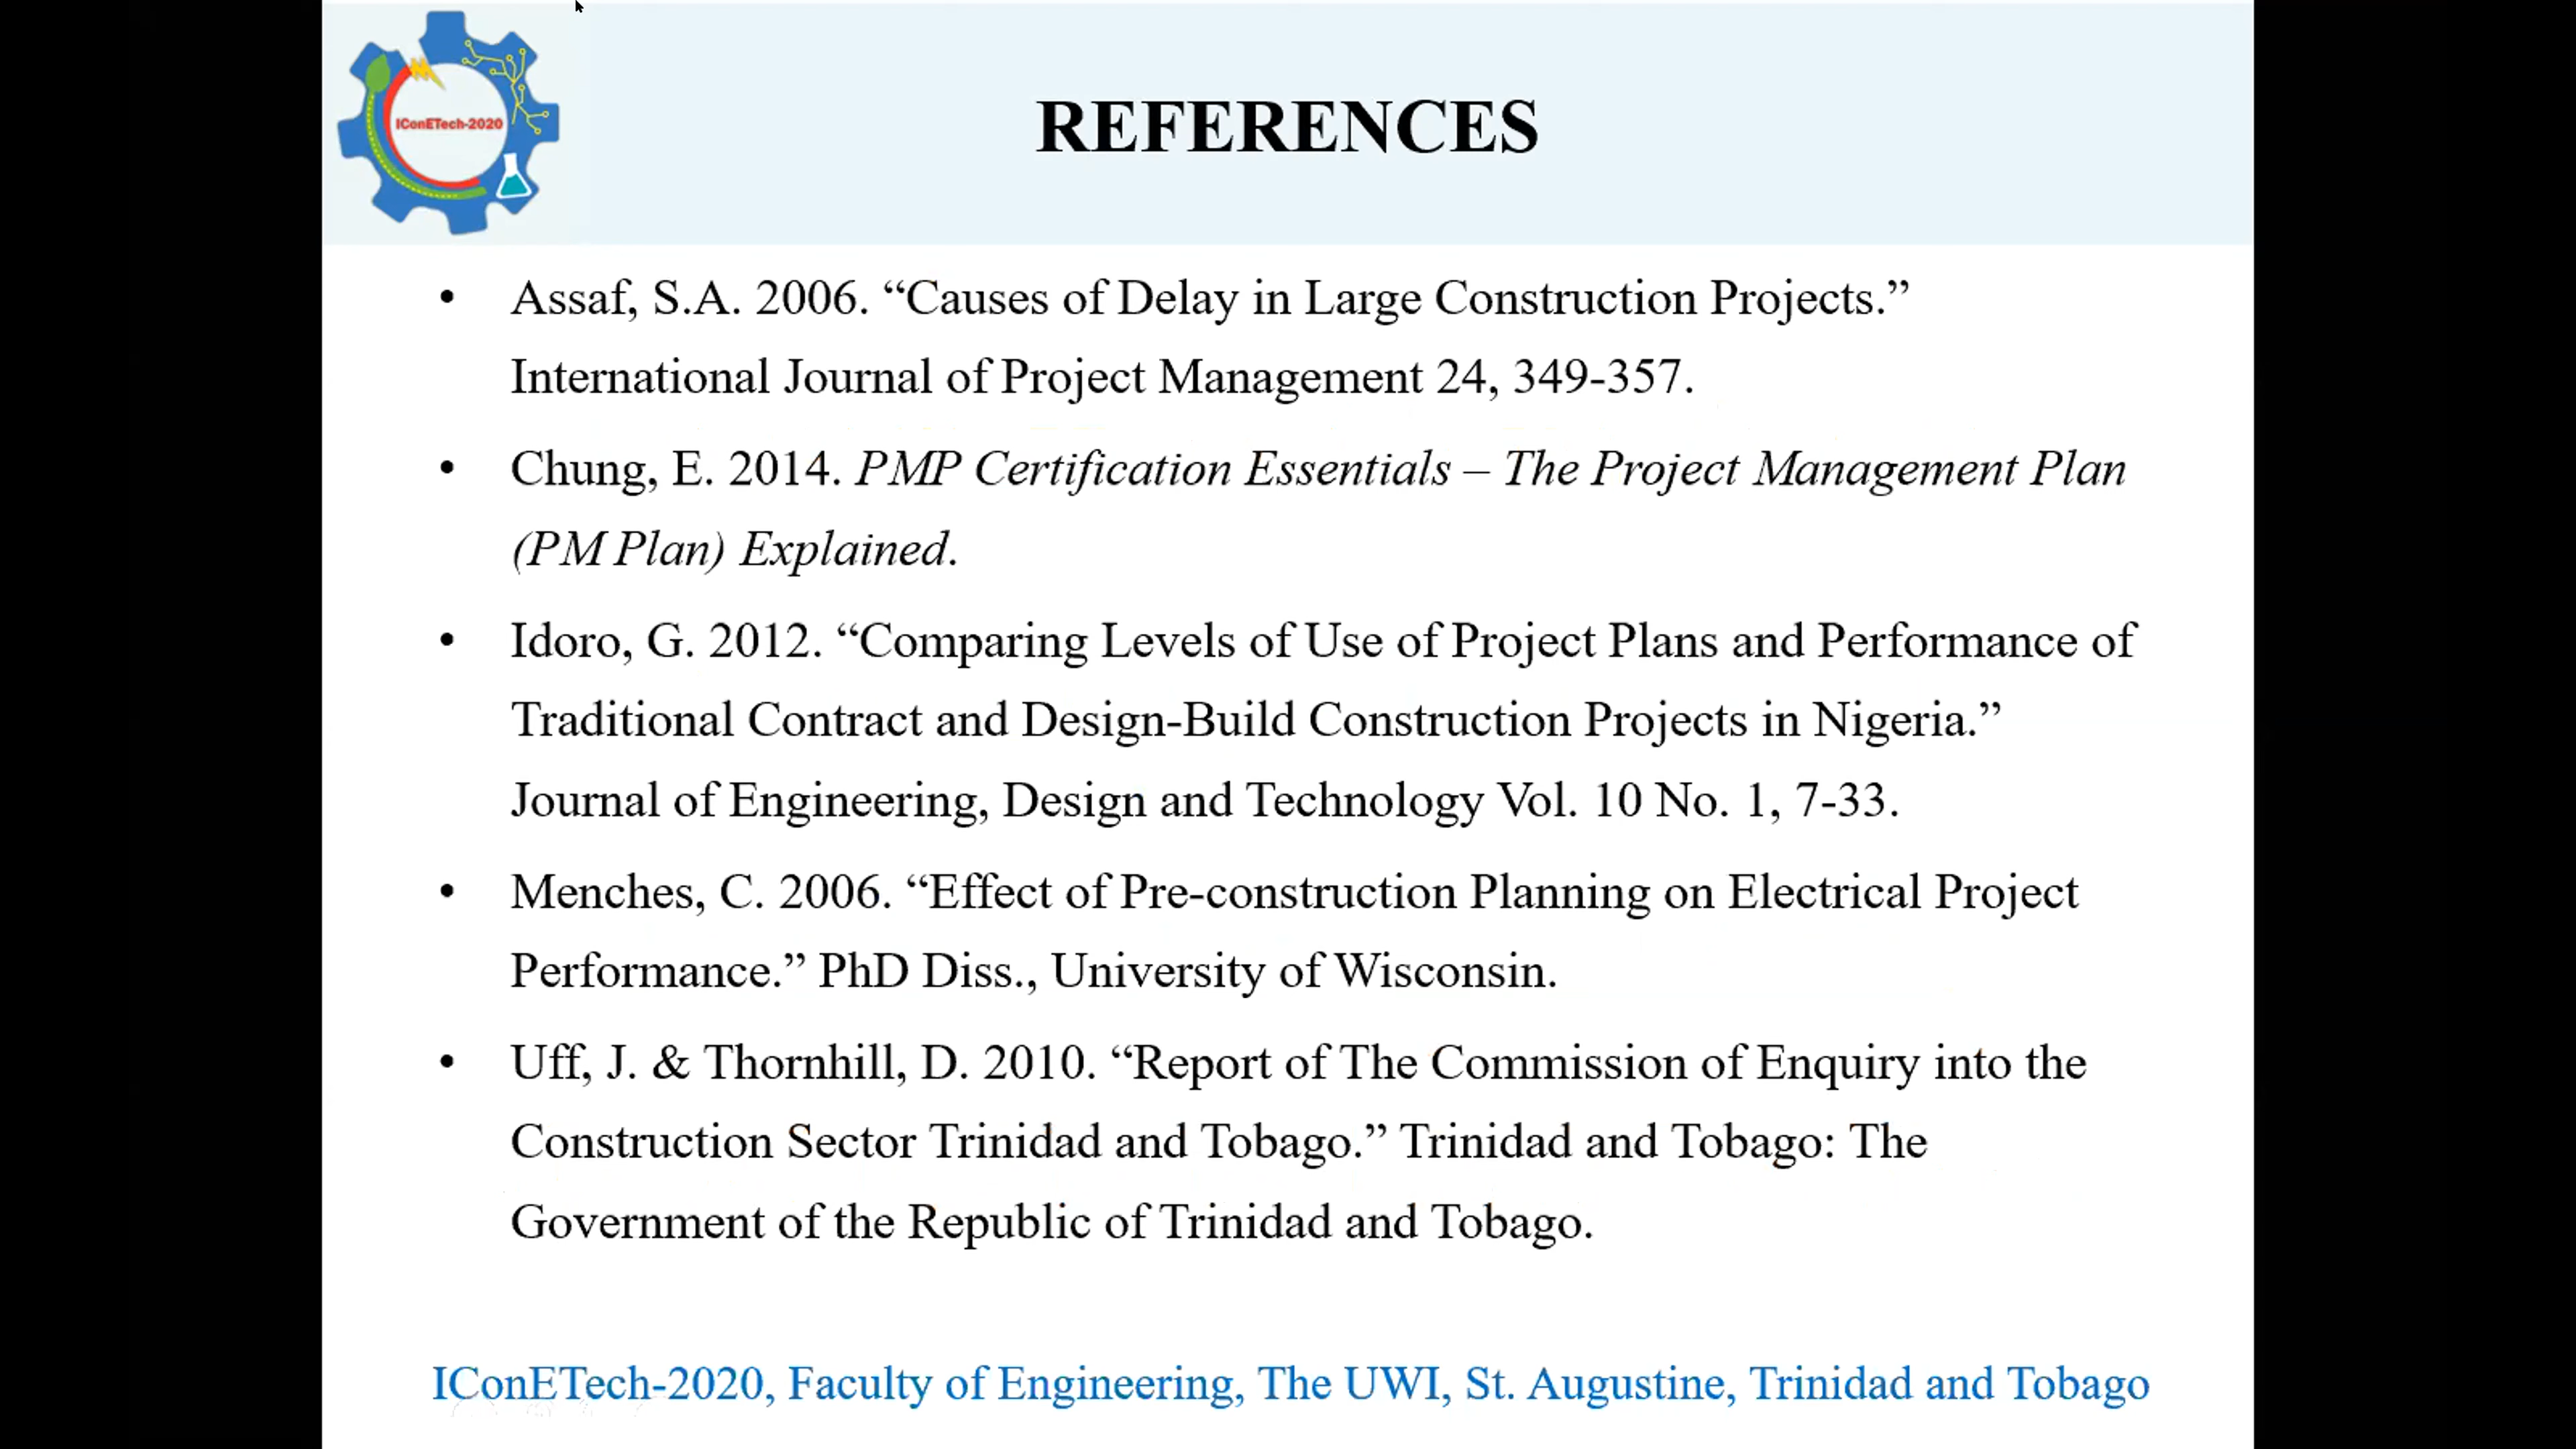 IConETech-2020
REFERENCES
• Assaf, S.A. 2006. “Causes of Delay in Large Construction Projects.”
International Journal of Project Management 24, 349-357.
• Chung, E. 2014. PMP Certification Essentials – The Project Management Plan
(PM Plan) Explained.
• Idoro, G. 2012. “Comparing Levels of Use of Project Plans and Performance of
Traditional Contract and Design-Build Construction Projects in Nigeria.”
Journal of Engineering, Design and Technology Vol. 10 No. 1, 7-33.
• Menches, C. 2006. “Effect of Pre-construction Planning on Electrical Project
Performance.” PhD Diss., University of Wisconsin.
• Uff, J. & Thornhill, D. 2010. “Report of The Commission of Enquiry into the
Construction Sector Trinidad and Tobago.” Trinidad and Tobago: The
Government of the Republic of Trinidad and Tobago.
IConETech-2020, Faculty of Engineering, The UWI, St. Augustine, Trinidad and Tobago